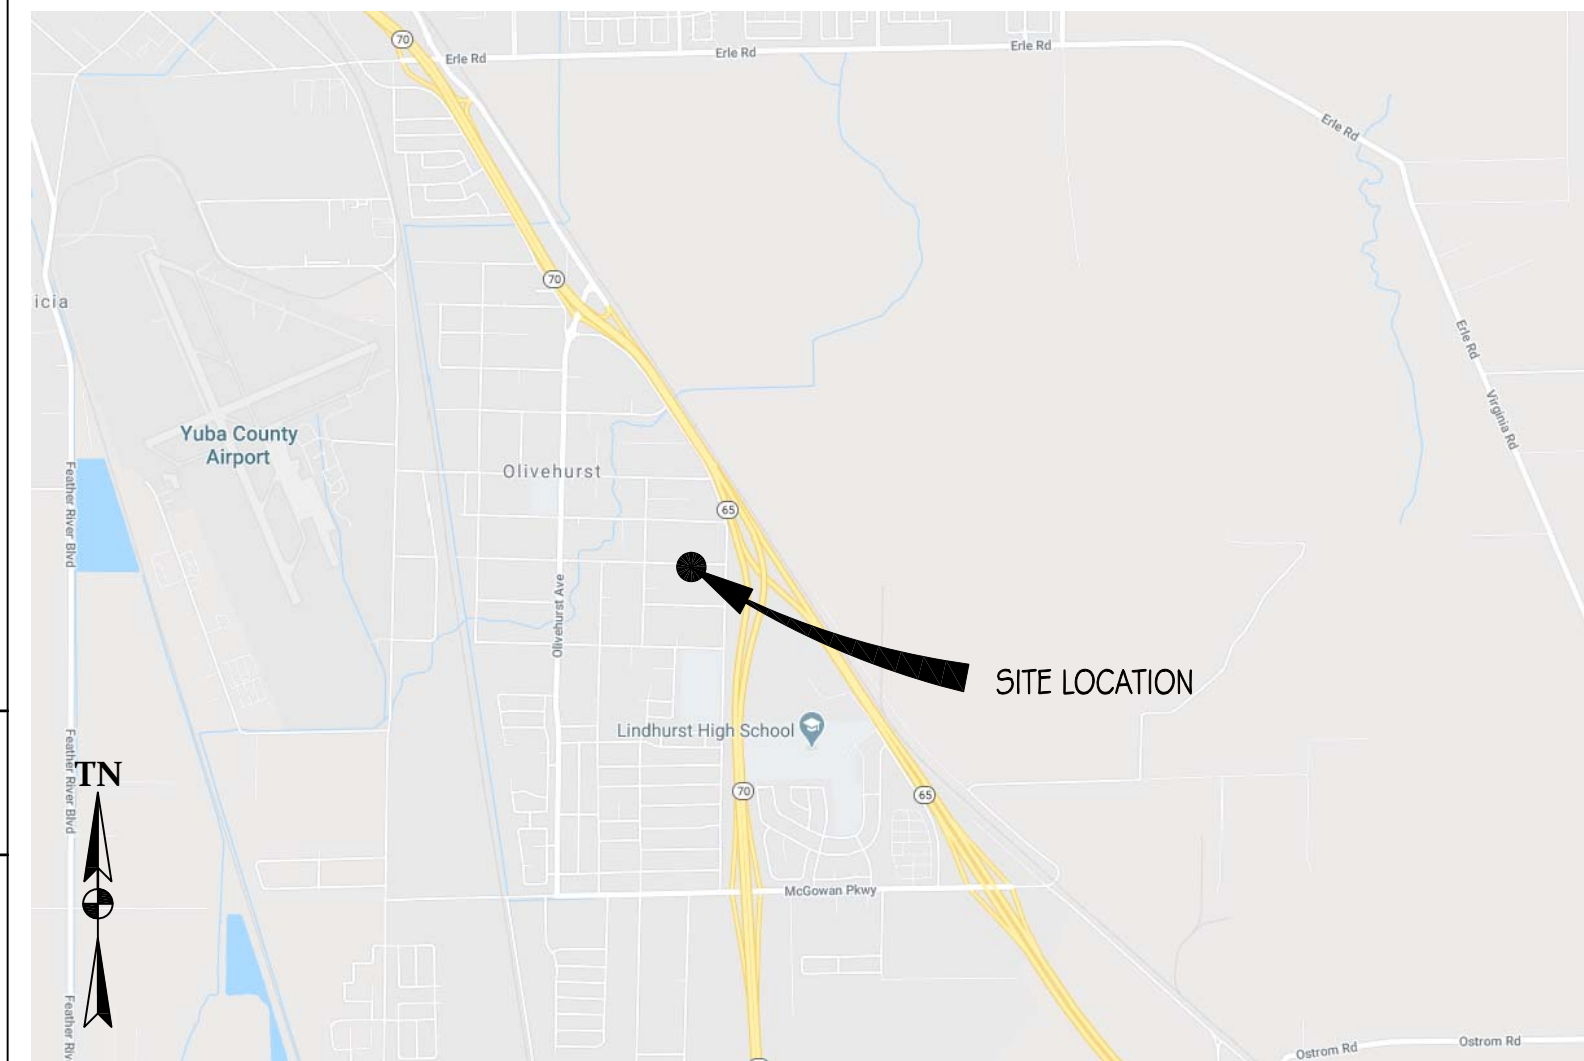 70
Erle Rd
Erle Rd
Erle Rd
Erle Rd
70
icia
Erle Rd
Virginia Rd
Yuba County
Airport
Olivehurst
Feather River Blvd
65
Olivehurst Ave
SITE LOCATION
Lindhurst High School
Feather River Blvd
TN
70
65
McGowan Pkwy
Feather Riv
Ostrom Rd
Ostrom Rd